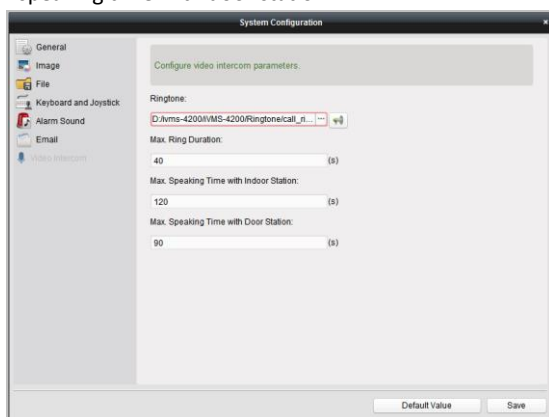 System Configuration
General
Image
File
Keyboard and Joystick
Alarm Sound
Email
Video Intercom
Configure video intercom parameters.
Ringtone:
D:/ivms-4200/iVMS-4200/Ringtone/call_ri... ...
Max. Ring Duration:
40 (s)
Max. Speaking Time with Indoor Station:
120 (s)
Max. Speaking Time with Door Station:
90 (s)
Default Value Save